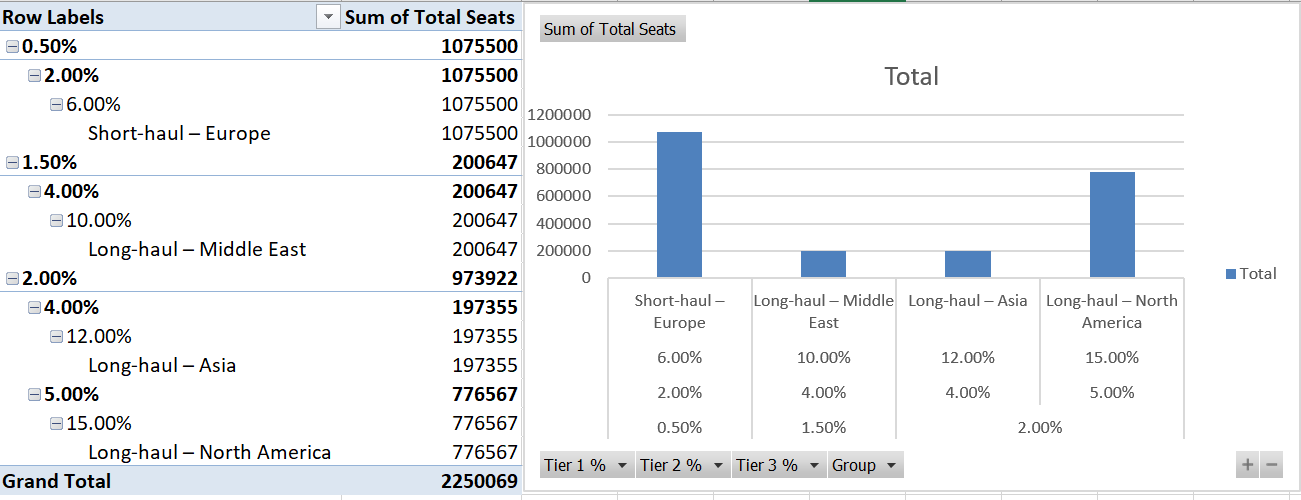 Row Labels Sum of Total Seats
0.50% 1075500
2.00% 1075500
6.00% 1075500
Short-haul – Europe 1075500
1.50% 200647
4.00% 200647
10.00% 200647
Long-haul – Middle East 200647
2.00% 973922
4.00% 197355
12.00% 197355
Long-haul – Asia 197355
5.00% 776567
15.00% 776567
Long-haul – North America 776567
Grand Total 2250069
Sum of Total Seats
Total
1200000
1000000
800000
600000
400000
200000
0
Total
Short-haul – Europe
Long-haul – Middle East
Long-haul – Asia
Long-haul – North America
6.00% 10.00% 12.00% 15.00%
2.00% 4.00% 4.00% 5.00%
0.50% 1.50% 2.00%
Tier 1 % Tier 2 % Tier 3 % Group